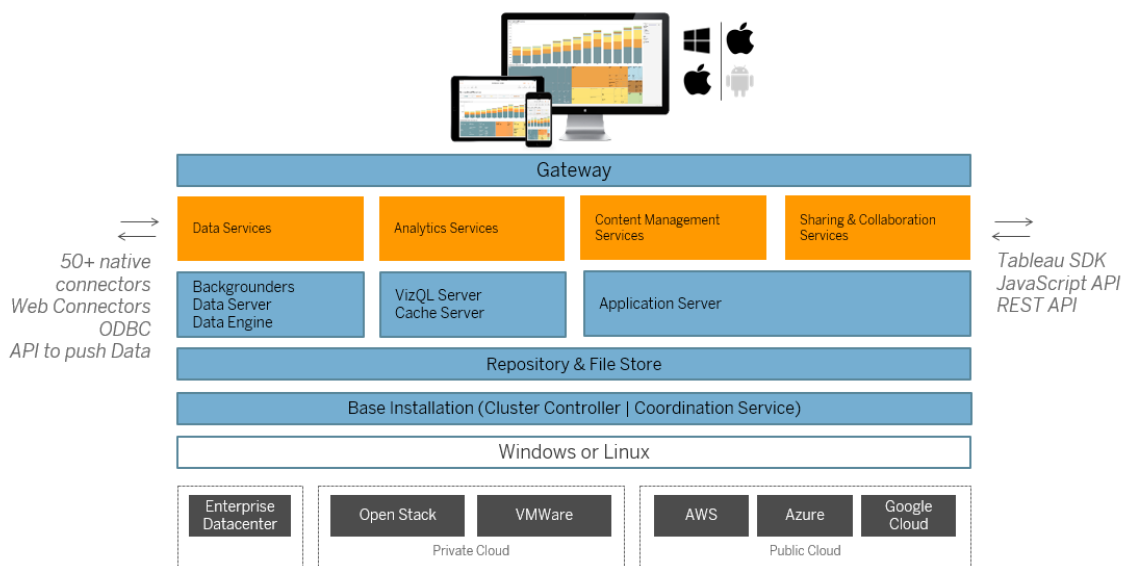 Gateway
Data Services
Analytics Services
Content Management
Services
Sharing & Collaboration
Services
50+ native
connectors
Web Connectors
ODBC
API to push Data
Backgrounders
Data Server
Data Engine
VizQL Server
Cache Server
Application Server
Tableau SDK
JavaScript API
REST API
Repository & File Store
Base Installation (Cluster Controller | Coordination Service)
Windows or Linux
Enterprise
Datacenter
Open Stack
VMWare
Private Cloud
AWS
Azure
Google
Cloud
Public Cloud